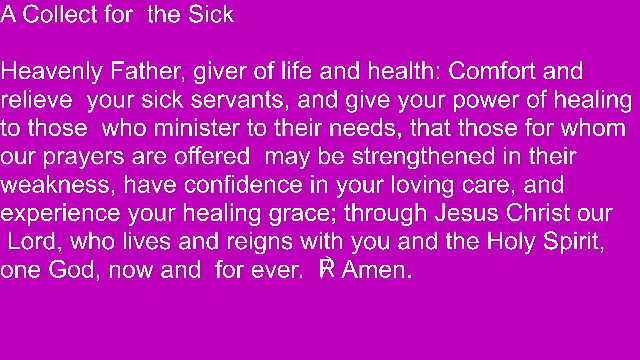 A Collect for  the Sick
Heavenly Father, giver of life and health: Comfort and
relieve  your sick servants, and give your power of healing
to those  who minister to their needs, that those for whom
our prayers are offered  may be strengthened in their
weakness, have confidence in your loving care, and
experience your healing grace; through Jesus Christ our
 Lord, who lives and reigns with you and the Holy Spirit,
one God, now and  for ever.  ℟ Amen.